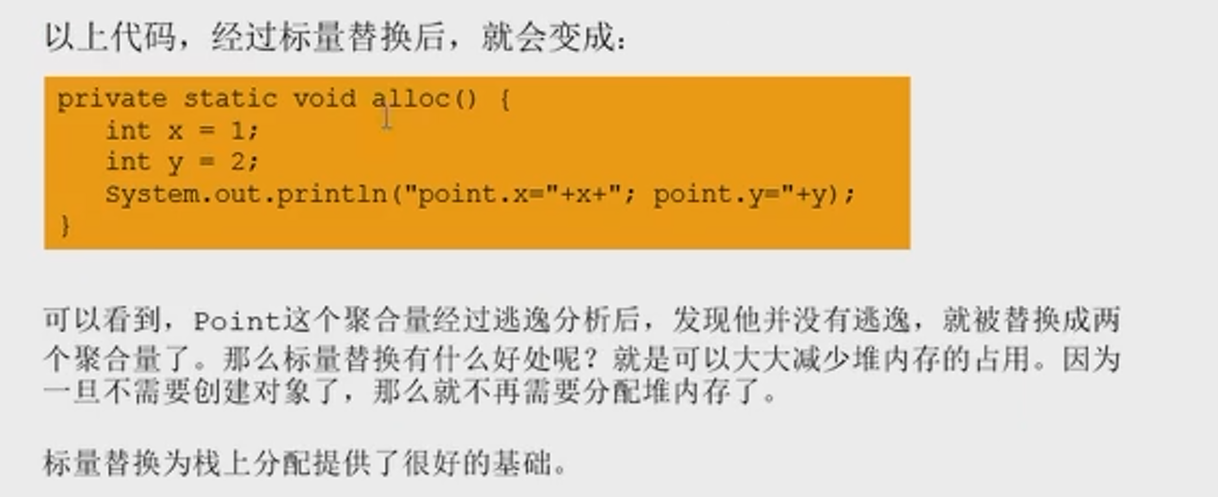 以上代码，经过标量替换后，就会变成：
private static void alloc() {
   int x = 1;
   int y = 2;
   System.out.println("point.x="+x+"; point.y="+y);
}
可以看到，Point这个聚合量经过逃逸分析后，发现他并没有逃逸，就被替换成两
个聚合量了。那么标量替换有什么好处呢？就是可以大大减少堆内存的占用。因为
一旦不需要创建对象了，那么就不再需要分配堆内存了。
标量替换为栈上分配提供了很好的基础。